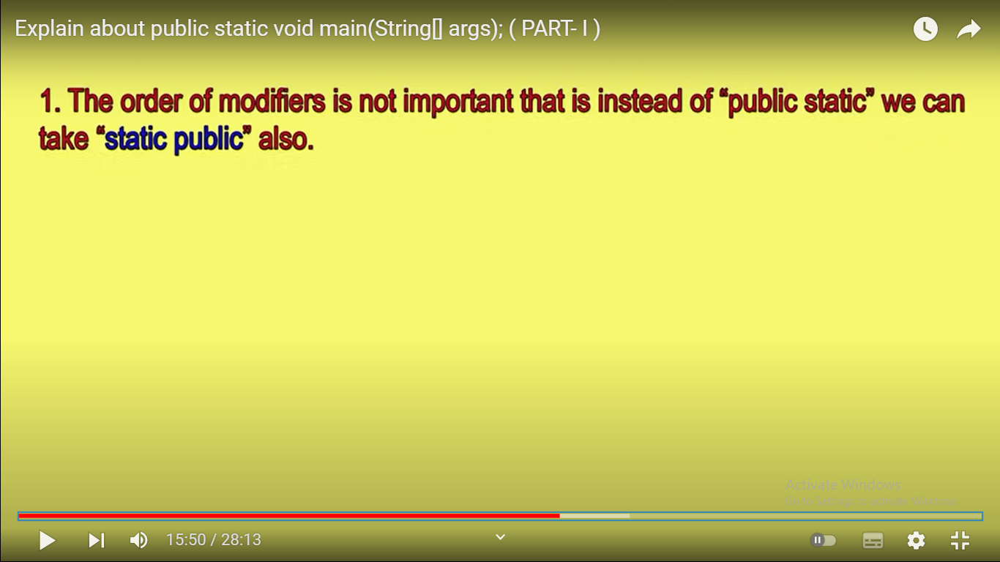 Explain about public static void main(String[] args); ( PART- I )
1. The order of modifiers is not important that is instead of “public static” we can
take “static public” also.
Activate Windows
Go to Settings to activate Windows.
15:50 / 28:13